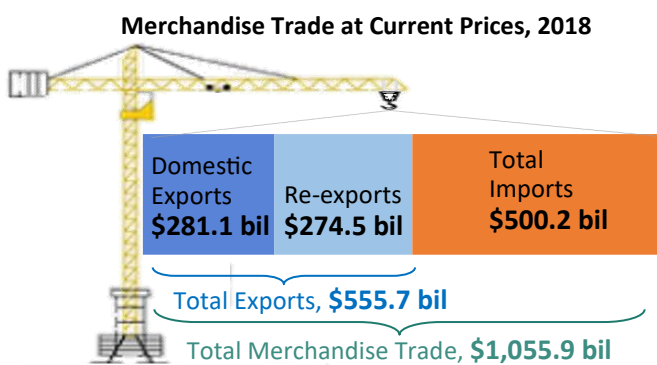 Merchandise Trade at Current Prices, 2018
Domestic
Exports
$281.1 bil
Re-exports
$274.5 bil
Total
Imports
$500.2 bil
Total Exports, $555.7 bil
Total Merchandise Trade, $1,055.9 bil